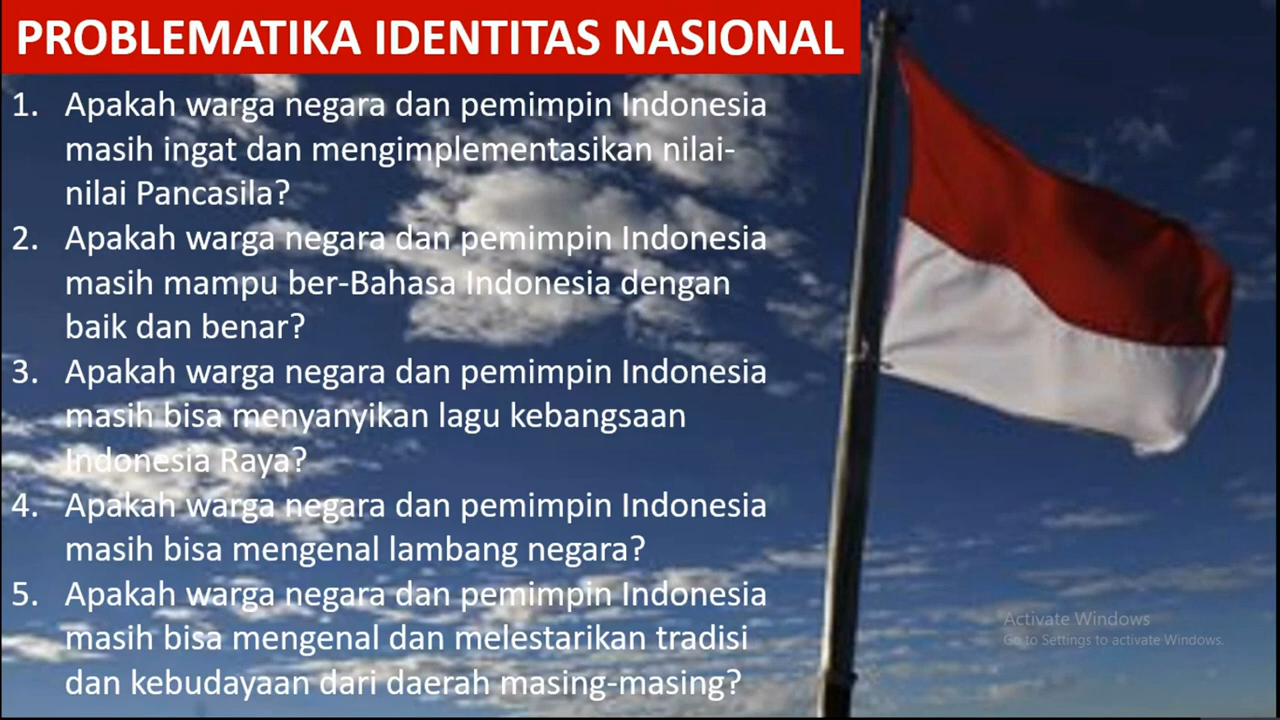 PROBLEMATIKA IDENTITAS NASIONAL
1. Apakah warga negara dan pemimpin Indonesia
masih ingat dan mengimplementasikan nilai-
nilai Pancasila?
2. Apakah warga negara dan pemimpin Indonesia
masih mampu ber-Bahasa Indonesia dengan
baik dan benar?
3. Apakah warga negara dan pemimpin Indonesia
masih bisa menyanyikan lagu kebangsaan
Indonesia Raya?
4. Apakah warga negara dan pemimpin Indonesia
masih bisa mengenal lambang negara?
5. Apakah warga negara dan pemimpin Indonesia
masih bisa mengenal dan melestarikan tradisi
dan kebudayaan dari daerah masing-masing?
Activate Windows
Go to Settings to activate Windows.